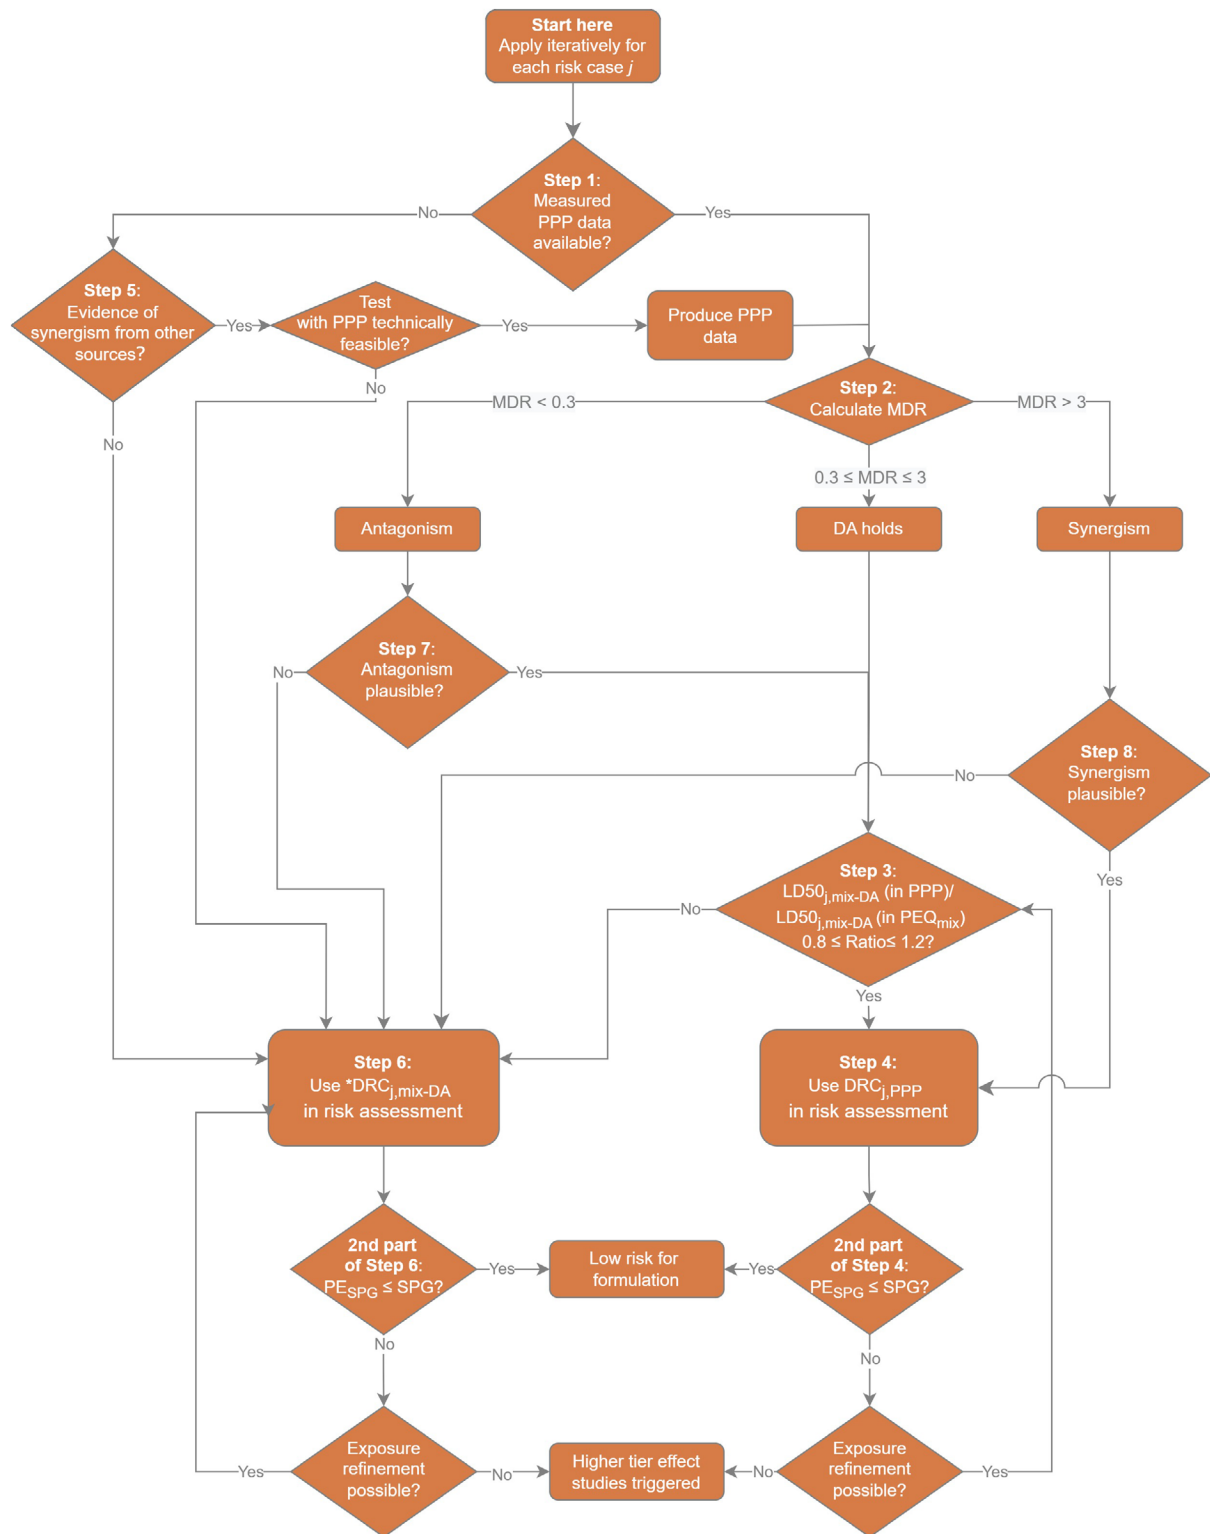 Start here
Apply iteratively for
each risk case j
Step 1:
Measured
PPP data
available?
No
Yes
Step 5:
Evidence of
synergism from other
sources?
Yes
Test
with PPP technically
feasible?
Yes
Produce PPP
data
No
No
Step 2:
Calculate MDR
MDR < 0.3
MDR > 3
0.3 ≤ MDR ≤ 3
Antagonism
DA holds
Synergism
Step 7:
Antagonism
plausible?
No
Yes
Step 8:
Synergism
plausible?
No
Yes
Step 3:
LD50j,mix-DA (in PPP)/
LD50j,mix-DA (in PEQmix)
0.8 ≤ Ratio≤ 1.2?
No
Yes
Step 6:
Use *DRCj,mix-DA
in risk assessment
Step 4:
Use DRCj,PPP
in risk assessment
2nd part
of Step 6:
PESPG ≤ SPG?
Yes
Low risk for
formulation
Yes
2nd part
of Step 4:
PESPG ≤ SPG?
No
No
Exposure
refinement
possible?
Yes
No
Higher tier effect
studies triggered
No
Exposure
refinement
possible?
Yes